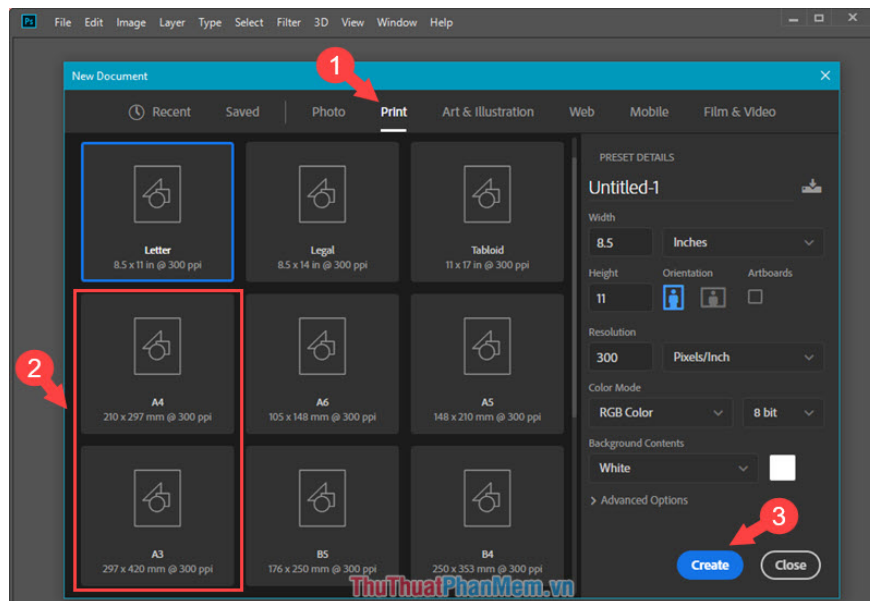 Ps File Edit Image Layer Type Select Filter 3D View Window Help
New Document
1
Recent Saved Photo Print Art & Illustration Web Mobile Film & Video
Letter
8.5 x 11 in @ 300 ppi
Legal
8.5 x 14 in @ 300 ppi
Tabloid
11 x 17 in @ 300 ppi
2
A4
210 x 297 mm @ 300 ppi
A6
105 x 148 mm @ 300 ppi
A5
148 x 210 mm @ 300 ppi
A3
297 x 420 mm @ 300 ppi
B5
176 x 250 mm @ 300 ppi
B4
250 x 353 mm @ 300 ppi
PRESET DETAILS
Untitled-1
Width
8.5 Inches
Height Orientation Artboards
11
Resolution
300 Pixels/Inch
Color Mode
RGB Color 8 bit
Background Contents
White
Advanced Options
3
Create Close
ThuThuatPhanMem.vn